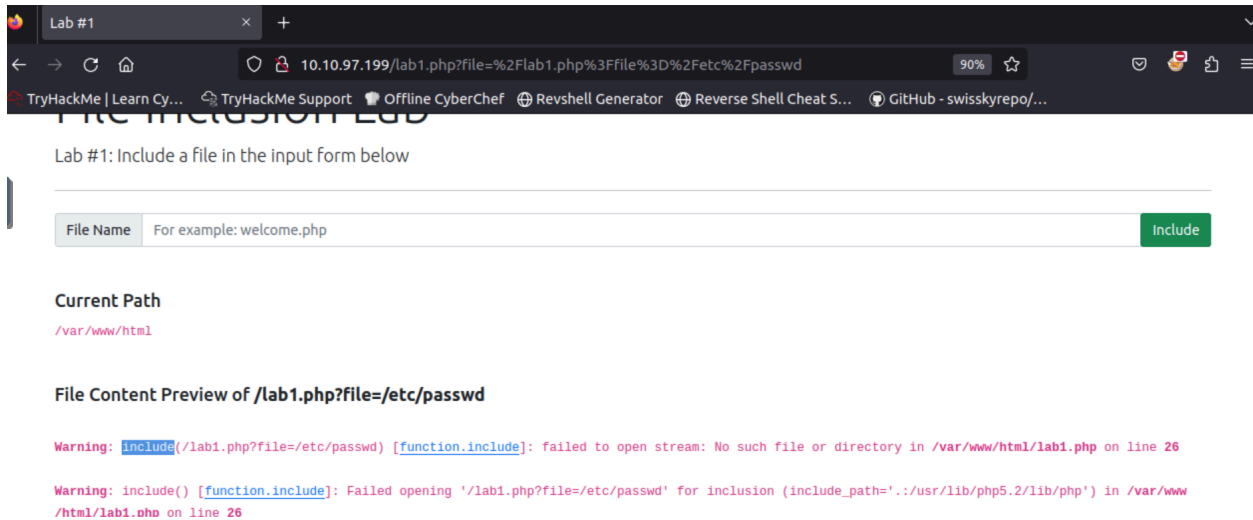 Lab #1
10.10.97.199/lab1.php?file=%2Flab1.php%3Ffile%3D%2Fetc%2Fpasswd 90%
TryHackMe | Learn Cy... TryHackMe Support Offline CyberChef Revshell Generator Reverse Shell Cheat S... GitHub - swisskyrepo/...
File Inclusion Lab
Lab #1: Include a file in the input form below
File Name For example: welcome.php Include
Current Path
/var/www/html
File Content Preview of /lab1.php?file=/etc/passwd
Warning: include(/lab1.php?file=/etc/passwd) [function.include]: failed to open stream: No such file or directory in /var/www/html/lab1.php on line 26
Warning: include() [function.include]: Failed opening '/lab1.php?file=/etc/passwd' for inclusion (include_path='.:/usr/lib/php5.2/lib/php') in /var/www
/html/lab1.php on line 26